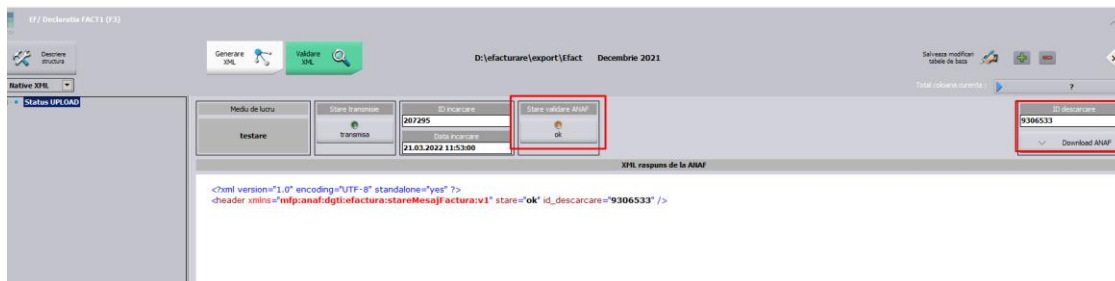 EF/ Declaratia FACT1 (F3)
Descriere structura
Generare XML
Validare XML
D:\efacturare\export\Efact Decembrie 2021
Salveaza modificari tabele de baza
Native XML
Total coloana curenta :
?
Status UPLOAD
Mediu de lucru
testare
Stare transmisie
transmisa
ID incarcare
207295
Data incarcare
21.03.2022 11:53:00
Stare validare ANAF
ok
ID descarcare
9306533
Download ANAF
XML raspuns de la ANAF
<?xml version="1.0" encoding="UTF-8" standalone="yes" ?>
<header xmlns="mfp:anaf:dgti:efactura:stareMesajFactura:v1" stare="ok" id_descarcare="9306533" />